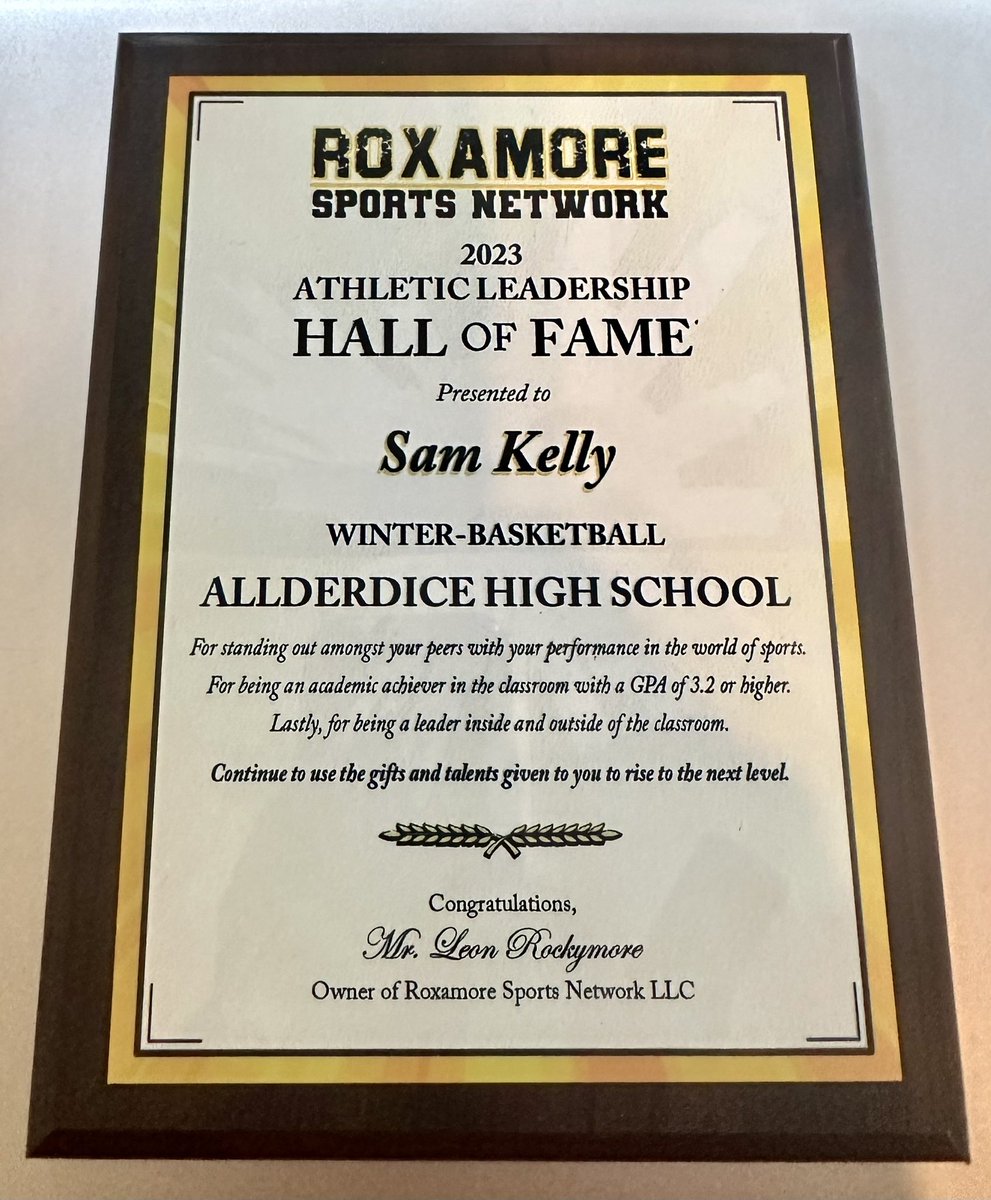 ROXAMORE
SPORTS NETWORK
2023
ATHLETIC LEADERSHIP
HALL OF FAME
Presented to
Sam Kelly
WINTER-BASKETBALL
ALLDERDICE HIGH SCHOOL
For standing out amongst your peers with your performance in the world of sports.
For being an academic achiever in the classroom with a GPA of 3.2 or higher.
Lastly, for being a leader inside and outside of the classroom.
Continue to use the gifts and talents given to you to rise to the next level.
Congratulations,
Mr. Leon Rockymore
Owner of Roxamore Sports Network LLC